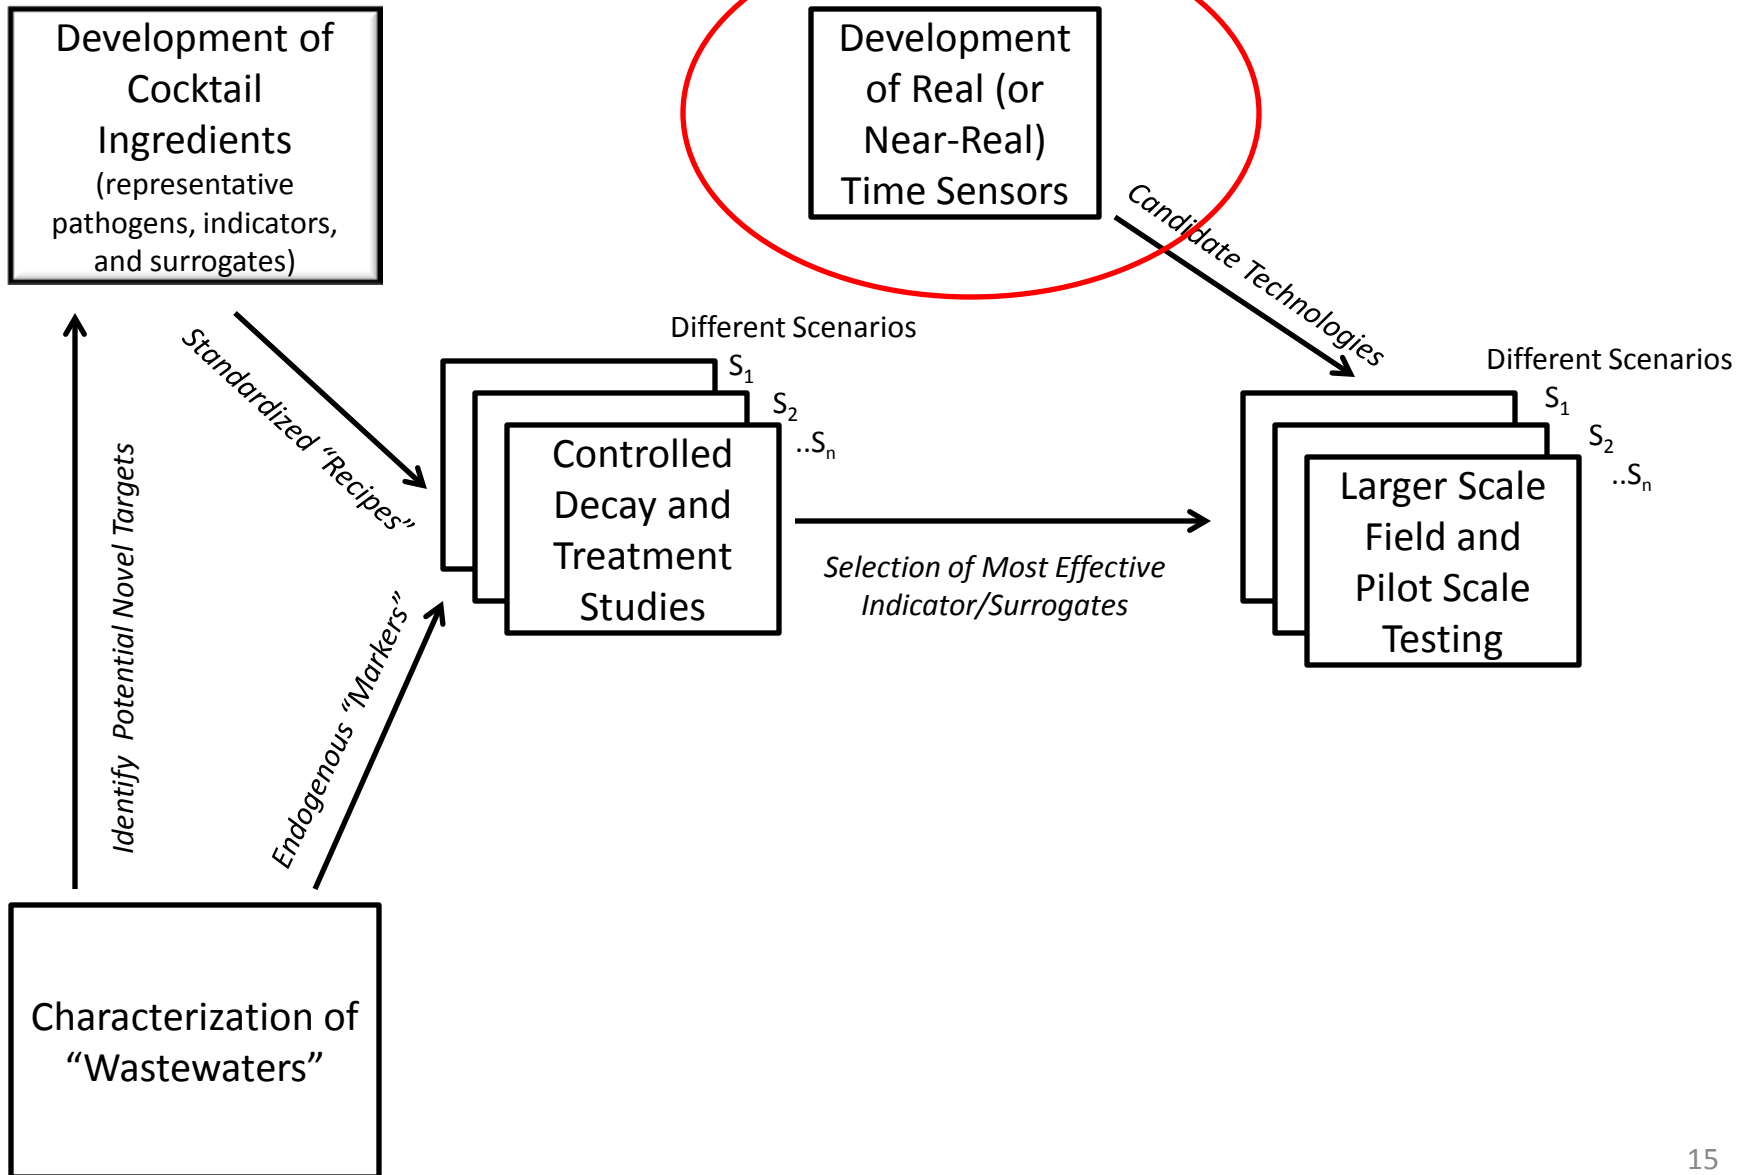 Development of
Cocktail
Ingredients
(representative
pathogens, indicators,
and surrogates)
Development
of Real (or
Near-Real)
Time Sensors
Candidate Technologies
Standardized “Recipes”
Different Scenarios
S1
S2
..Sn
Controlled
Decay and
Treatment
Studies
Selection of Most Effective
Indicator/Surrogates
Different Scenarios
S1
S2
..Sn
Larger Scale
Field and
Pilot Scale
Testing
Identify Potential Novel Targets
Endogenous “Markers”
Characterization of
“Wastewaters”
15